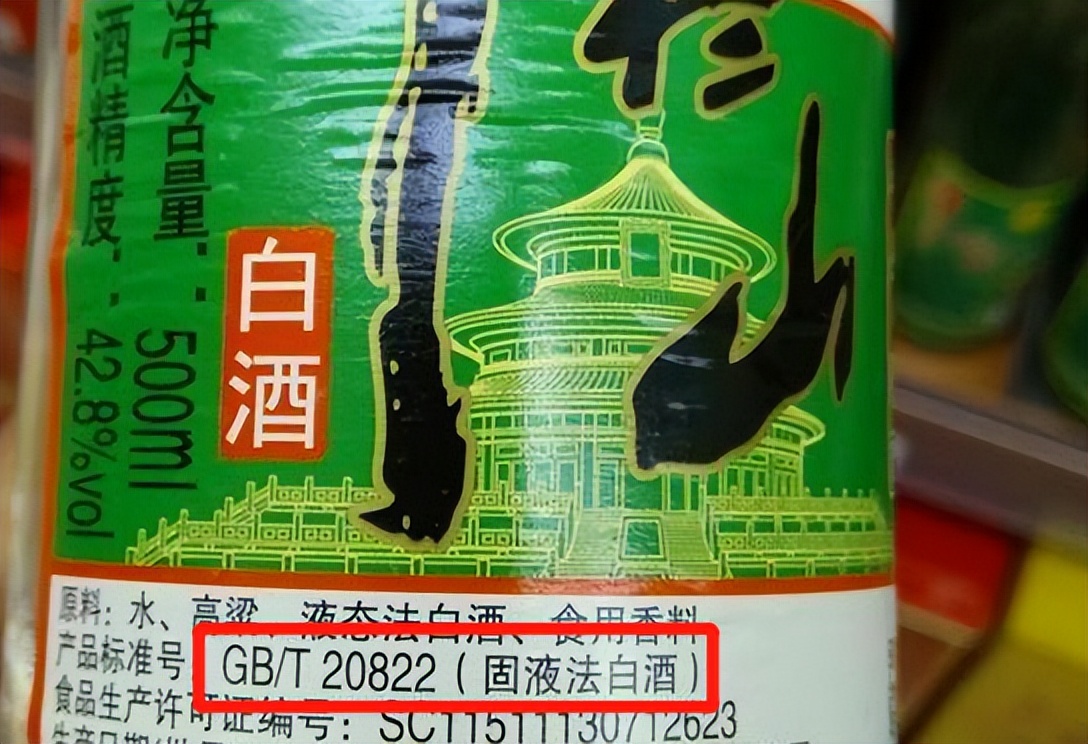 净含量：500ml
酒精度：42.8%vol
白酒
原料：水、高粱、液态法白酒、食用香料
产品标准号 GB/T 20822（固液法白酒）
食品生产许可证编号：SC11511130712623